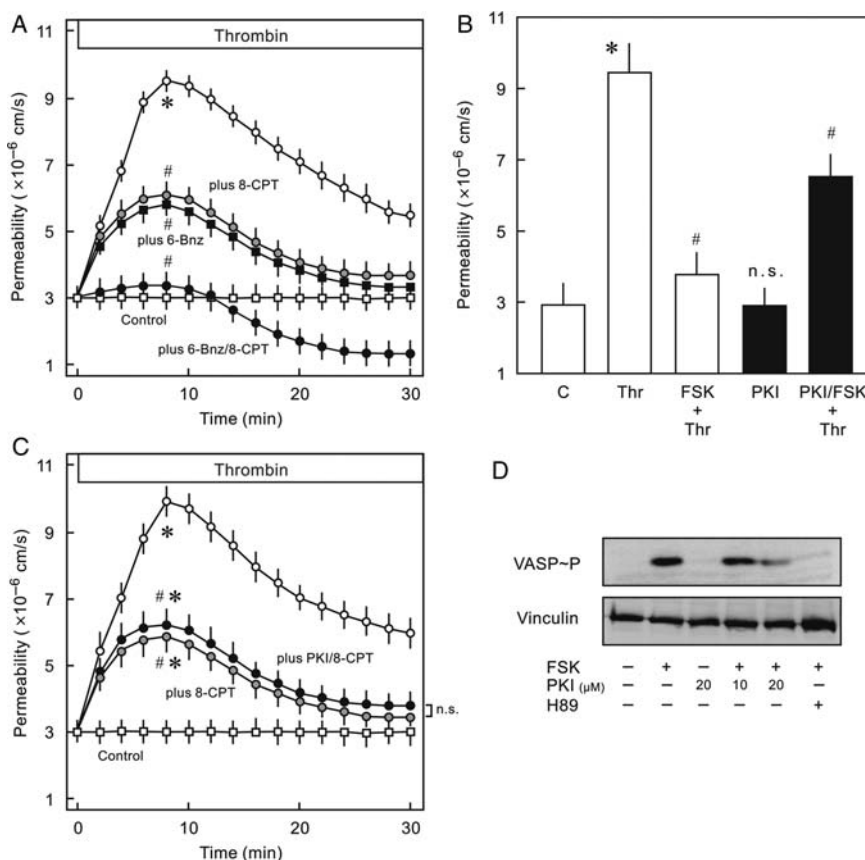 A
Thrombin
Permeability (×10⁻⁶ cm/s)
11
9
7
5
3
1
*
#
plus 8-CPT
#
plus 6-Bnz
#
Control
plus 6-Bnz/8-CPT
0
10
20
30
Time (min)
B
Permeability (×10⁻⁶ cm/s)
11
9
7
5
3
1
*
#
n.s.
#
C
Thr
FSK
+
Thr
PKI
PKI/FSK
+
Thr
C
Thrombin
Permeability (×10⁻⁶ cm/s)
11
9
7
5
3
1
*
# *
# *
plus PKI/8-CPT
plus 8-CPT
n.s.
Control
0
10
20
30
Time (min)
D
VASP~P
Vinculin
FSK – + – + + +
PKI (μM) – – 20 10 20 –
H89 – – – – – +